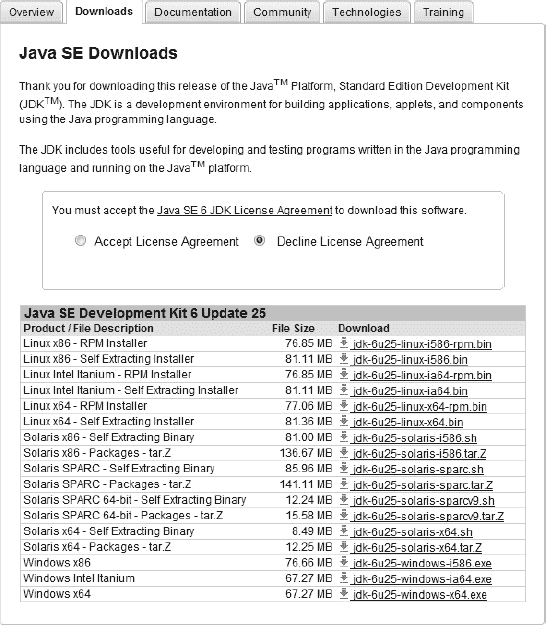 Overview Downloads Documentation Community Technologies Training
Java SE Downloads
Thank you for downloading this release of the Java™ Platform, Standard Edition Development Kit
(JDK™). The JDK is a development environment for building applications, applets, and components
using the Java programming language.
The JDK includes tools useful for developing and testing programs written in the Java programming
language and running on the Java™ platform.
You must accept the Java SE 6 JDK License Agreement to download this software.
Accept License Agreement Decline License Agreement
Java SE Development Kit 6 Update 25
Product / File Description File Size Download
Linux x86 - RPM Installer 76.85 MB jdk-6u25-linux-i586-rpm.bin
Linux x86 - Self Extracting Installer 81.11 MB jdk-6u25-linux-i586.bin
Linux Intel Itanium - RPM Installer 76.85 MB jdk-6u25-linux-ia64-rpm.bin
Linux Intel Itanium - Self Extracting Installer 81.11 MB jdk-6u25-linux-ia64.bin
Linux x64 - RPM Installer 77.06 MB jdk-6u25-linux-x64-rpm.bin
Linux x64 - Self Extracting Installer 81.36 MB jdk-6u25-linux-x64.bin
Solaris x86 - Self Extracting Binary 81.00 MB jdk-6u25-solaris-i586.sh
Solaris x86 - Packages - tar.Z 136.67 MB jdk-6u25-solaris-i586.tar.Z
Solaris SPARC - Self Extracting Binary 85.96 MB jdk-6u25-solaris-sparc.sh
Solaris SPARC - Packages - tar.Z 141.11 MB jdk-6u25-solaris-sparc.tar.Z
Solaris SPARC 64-bit - Self Extracting Binary 12.24 MB jdk-6u25-solaris-sparcv9.sh
Solaris SPARC 64-bit - Packages - tar.Z 15.58 MB jdk-6u25-solaris-sparcv9.tar.Z
Solaris x64 - Self Extracting Binary 8.49 MB jdk-6u25-solaris-x64.sh
Solaris x64 - Packages - tar.Z 12.25 MB jdk-6u25-solaris-x64.tar.Z
Windows x86 76.66 MB jdk-6u25-windows-i586.exe
Windows Intel Itanium 67.27 MB jdk-6u25-windows-ia64.exe
Windows x64 67.27 MB jdk-6u25-windows-x64.exe